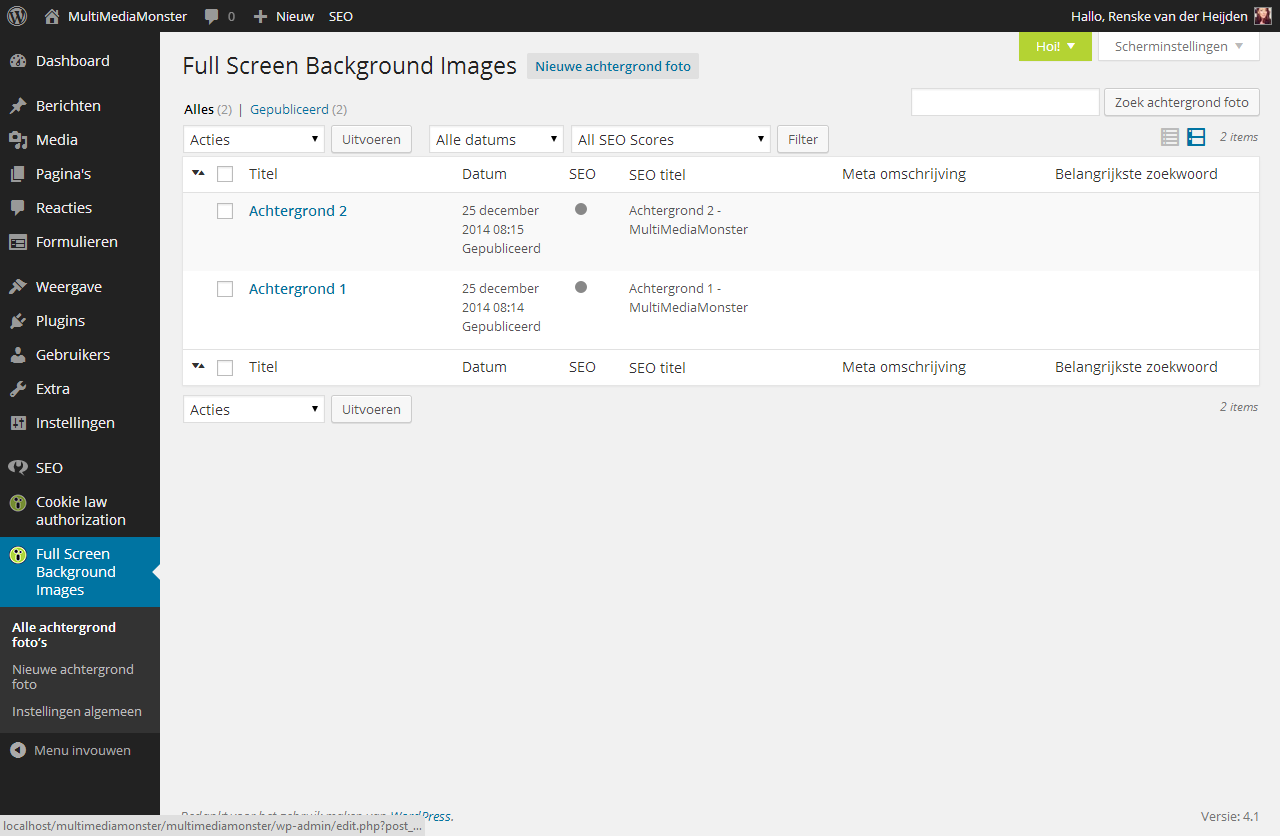 MultiMediaMonster 0 Nieuw SEO Hallo, Renske van der Heijden
Dashboard
Berichten
Media
Pagina's
Reacties
Formulieren
Weergave
Plugins
Gebruikers
Extra
Instellingen
SEO
Cookie law
authorization
Full Screen
Background
Images
Alle achtergrond
foto's
Nieuwe achtergrond
foto
Instellingen algemeen
Menu invouwen
Hoi! Scherminstellingen
Full Screen Background Images Nieuwe achtergrond foto
Alles (2) | Gepubliceerd (2)
Zoek achtergrond foto
Acties Uitvoeren Alle datums All SEO Scores Filter 2 items
Titel Datum SEO SEO titel Meta omschrijving Belangrijkste zoekwoord
Achtergrond 2 25 december Achtergrond 2 -
2014 08:15 MultiMediaMonster
Gepubliceerd
Achtergrond 1 25 december Achtergrond 1 -
2014 08:14 MultiMediaMonster
Gepubliceerd
Titel Datum SEO SEO titel Meta omschrijving Belangrijkste zoekwoord
Acties Uitvoeren 2 items
Bedankt voor het gebruik maken van WordPress. Versie: 4.1
localhost/multimediamonster/multimediamonster/wp-admin/edit.php?post_...